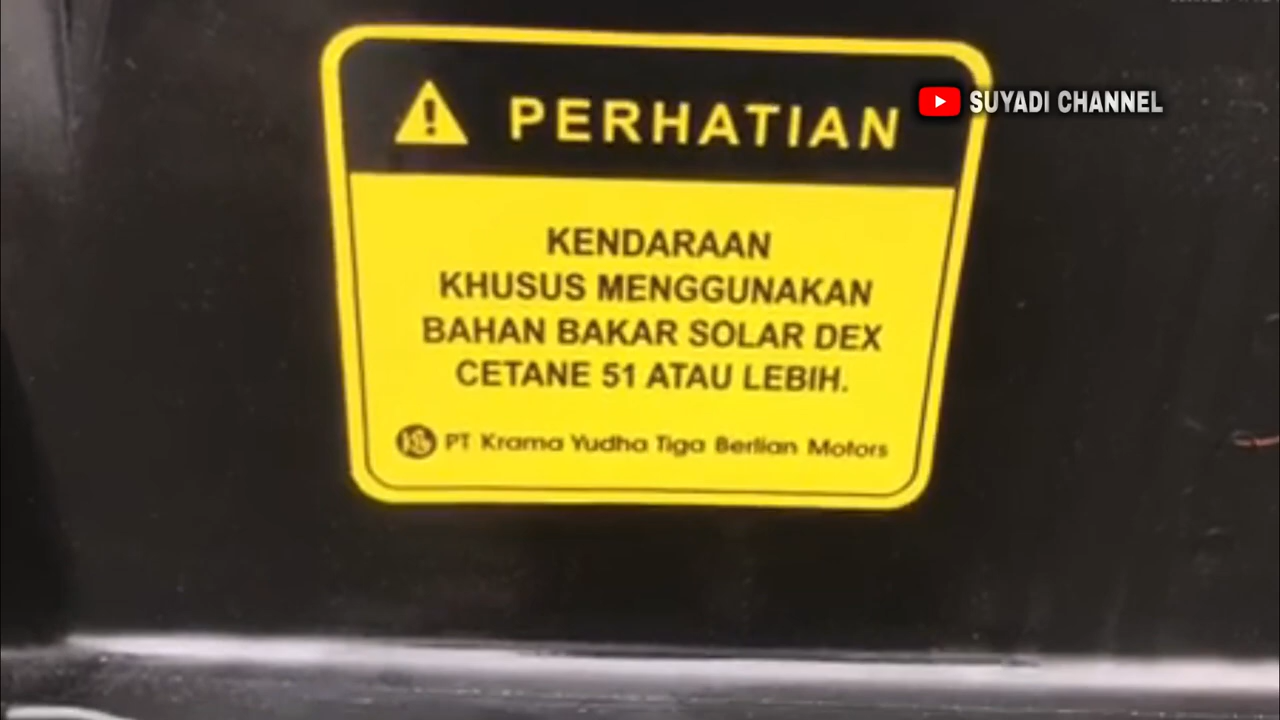 PERHATIAN
SUYADI CHANNEL
KENDARAAN
KHUSUS MENGGUNAKAN
BAHAN BAKAR SOLAR DEX
CETANE 51 ATAU LEBIH.
PT Krama Yudha Tiga Berlian Motors